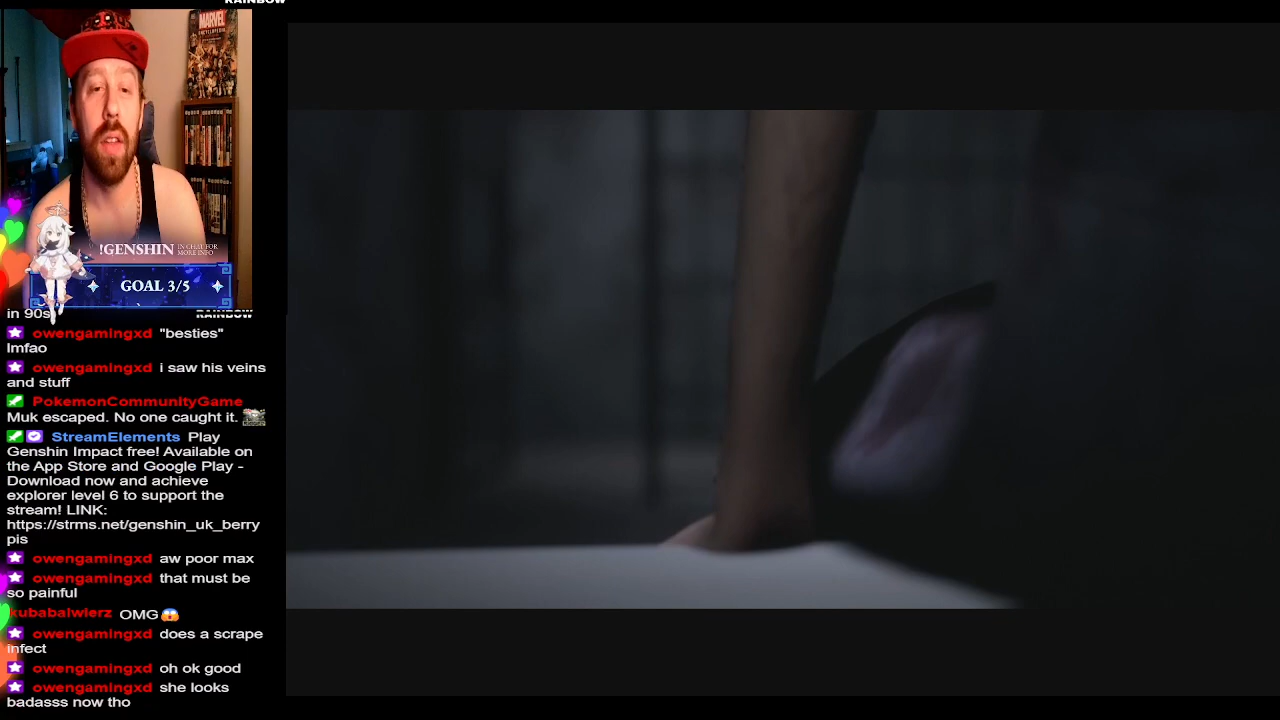 RAINBOW
MARVEL
ENCYCLOPEDIA
!GENSHIN IN CHAT FOR
MORE INFO
GOAL 3/5
in 90s
RAINBOW
owengamingxd "besties"
lmfao
owengamingxd i saw his veins
and stuff
PokemonCommunityGame
Muk escaped. No one caught it.
StreamElements Play
Genshin Impact free! Available on
the App Store and Google Play -
Download now and achieve
explorer level 6 to support the
stream! LINK:
https://strms.net/genshin_uk_berry
pis
owengamingxd aw poor max
owengamingxd that must be
so painful
kubabalwierz OMG😱
owengamingxd does a scrape
infect
owengamingxd oh ok good
owengamingxd she looks
badasss now tho